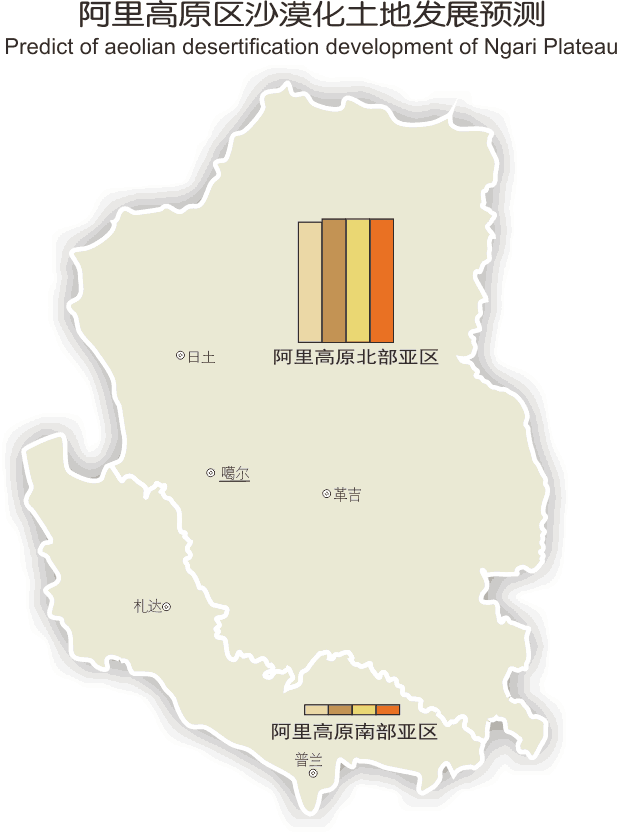 阿里高原区沙漠化土地发展预测
Predict of aeolian desertification development of Ngari Plateau
日土
阿里高原北部亚区
噶尔
革吉
札达
阿里高原南部亚区
普兰